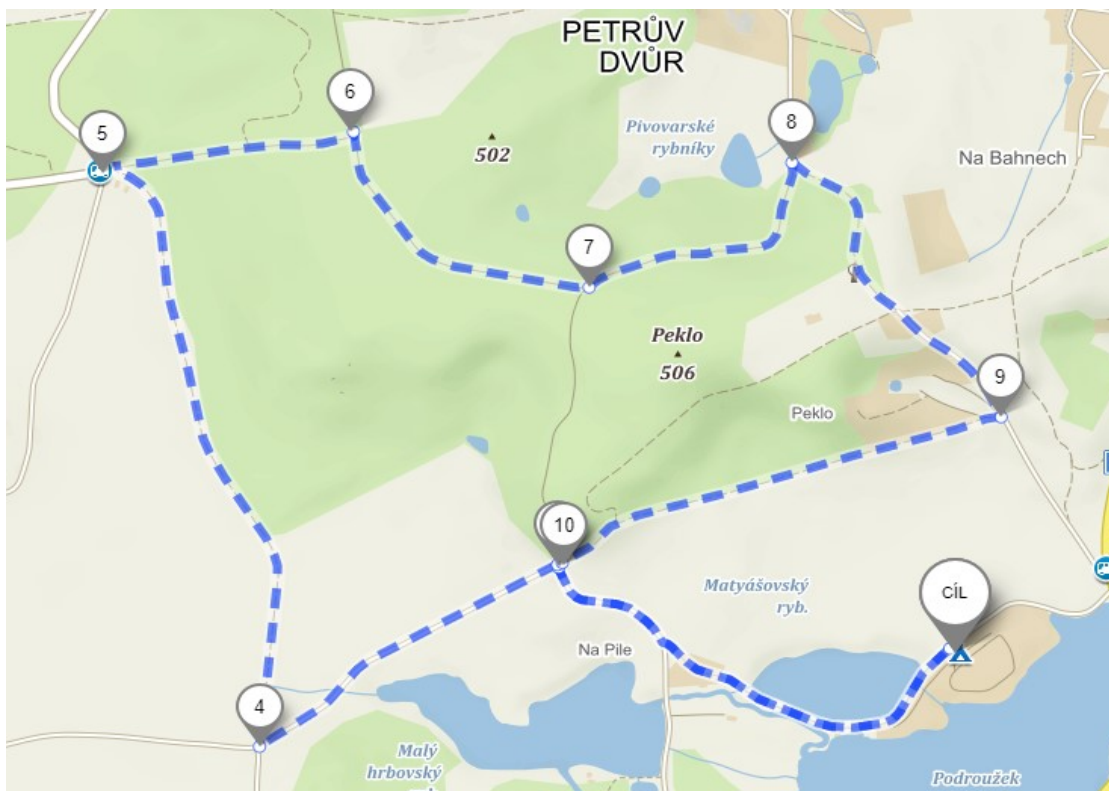 PETRŮV
DVŮR
6
5
502
Pivovarské
rybníky
8
Na Bahnech
7
Peklo
506
9
Peklo
10
Matyášovský
ryb.
CÍL
Na Pile
4
Malý
hrbovský
Podroužek